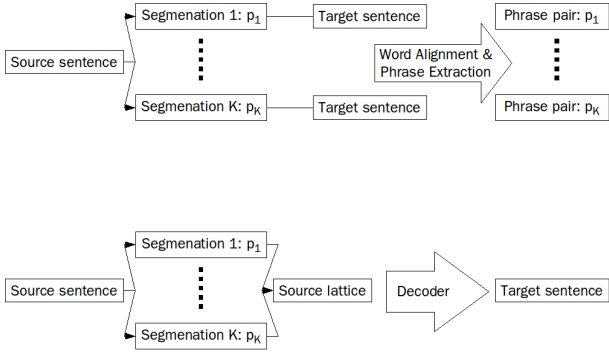 Segmenation 1: p1
Target sentence
Phrase pair: p1
Source sentence
Word Alignment &
Phrase Extraction
Segmenation K: pK
Target sentence
Phrase pair: pK
Segmenation 1: p1
Source sentence
Source lattice
Decoder
Target sentence
Segmenation K: pK